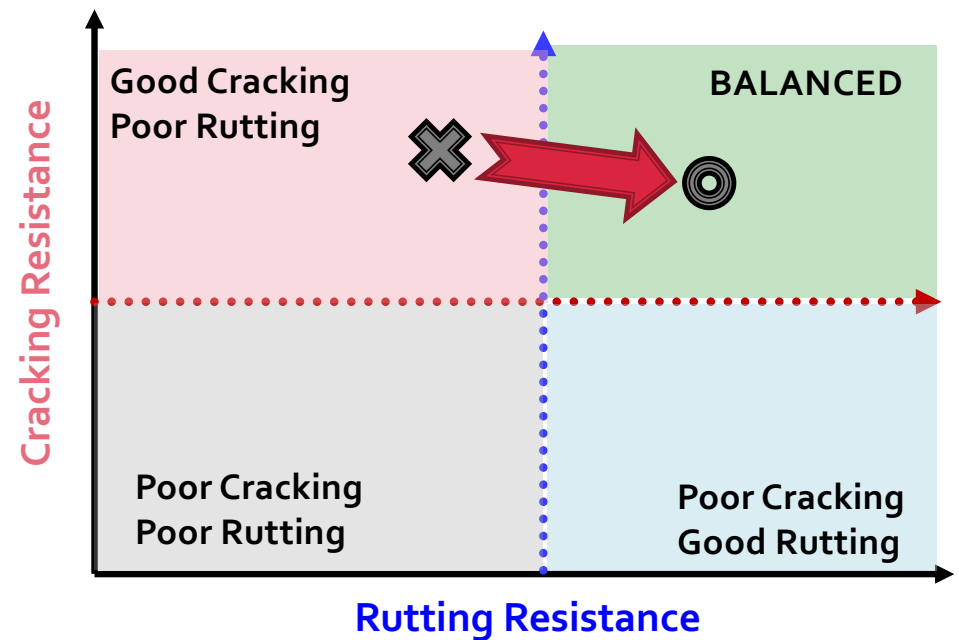 Good Cracking
Poor Rutting
BALANCED
Cracking Resistance
Poor Cracking
Poor Rutting
Poor Cracking
Good Rutting
Rutting Resistance